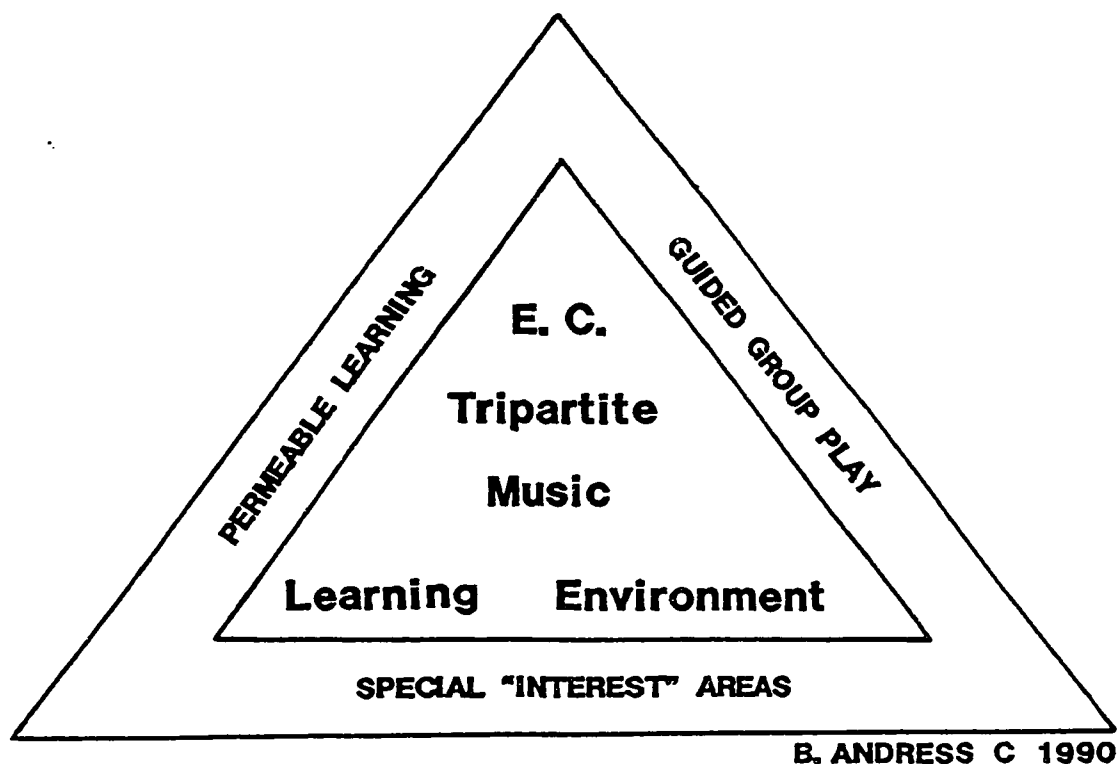 PERMEABLE LEARNING
GUIDED GROUP PLAY
E. C.
Tripartite
Music
Learning Environment
SPECIAL "INTEREST" AREAS
B. ANDRESS C 1990